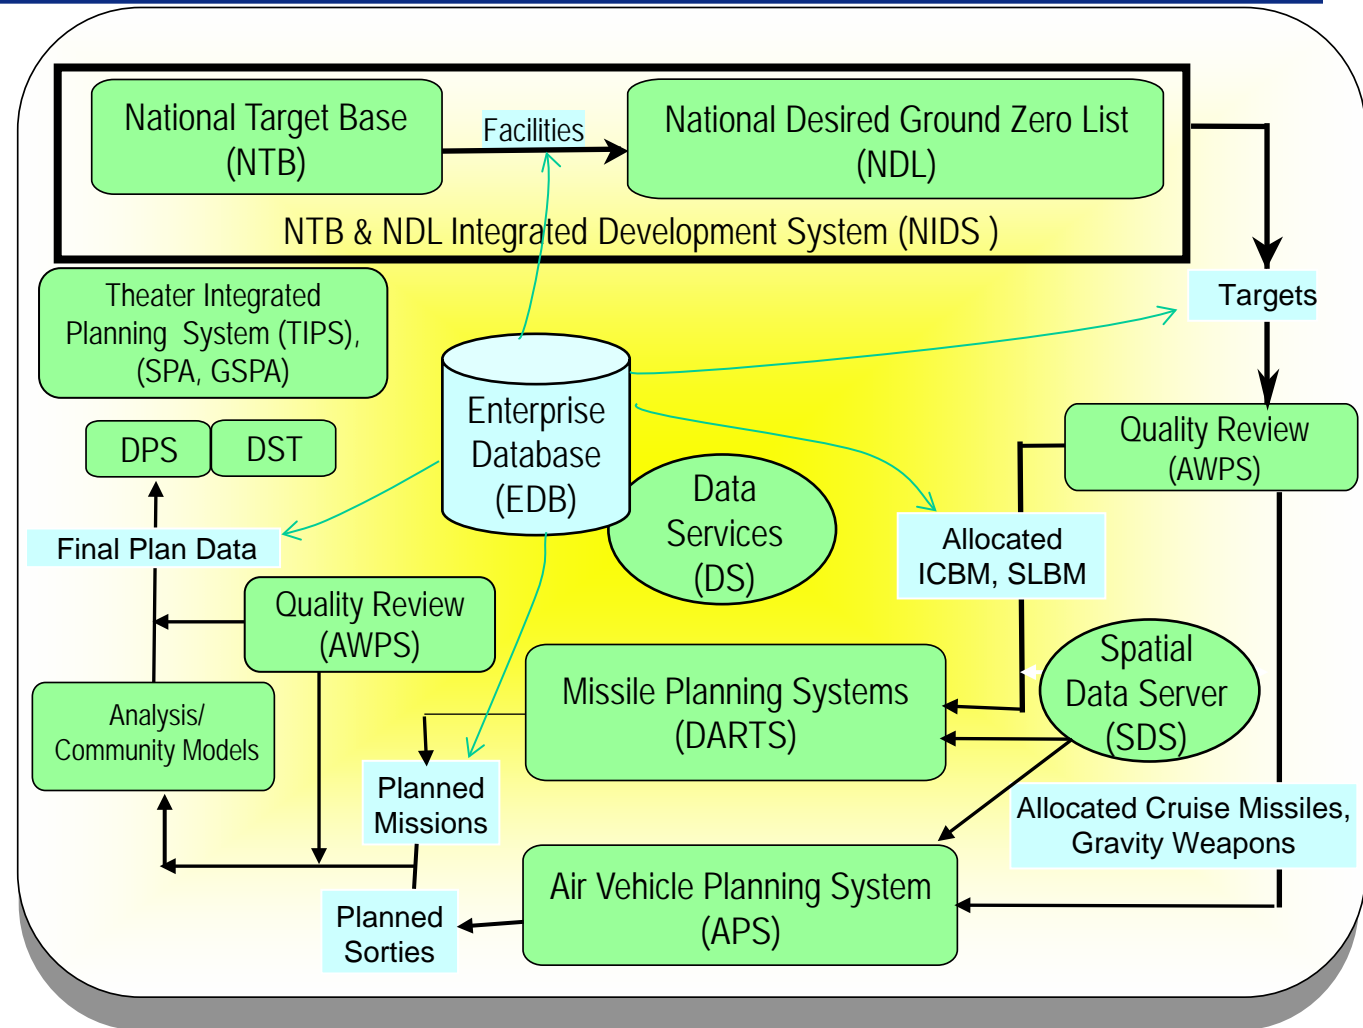 National Target Base
(NTB)
Facilities
National Desired Ground Zero List
(NDL)
NTB & NDL Integrated Development System (NIDS )
Theater Integrated
Planning System (TIPS),
(SPA, GSPA)
Targets
Enterprise
Database
(EDB)
Quality Review
(AWPS)
DPS
DST
Data
Services
(DS)
Final Plan Data
Allocated
ICBM, SLBM
Quality Review
(AWPS)
Spatial
Data Server
(SDS)
Missile Planning Systems
(DARTS)
Analysis/
Community Models
Planned
Missions
Allocated Cruise Missiles,
Gravity Weapons
Air Vehicle Planning System
(APS)
Planned
Sorties